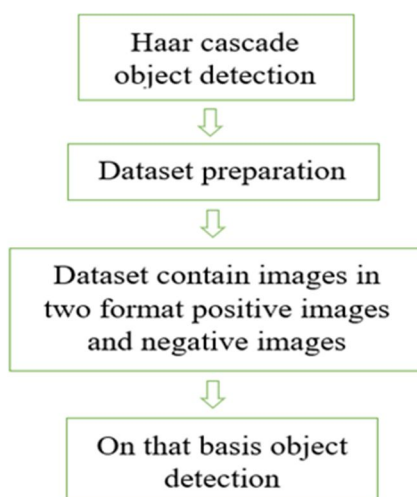 Haar cascade
object detection
Dataset preparation
Dataset contain images in
two format positive images
and negative images
On that basis object
detection